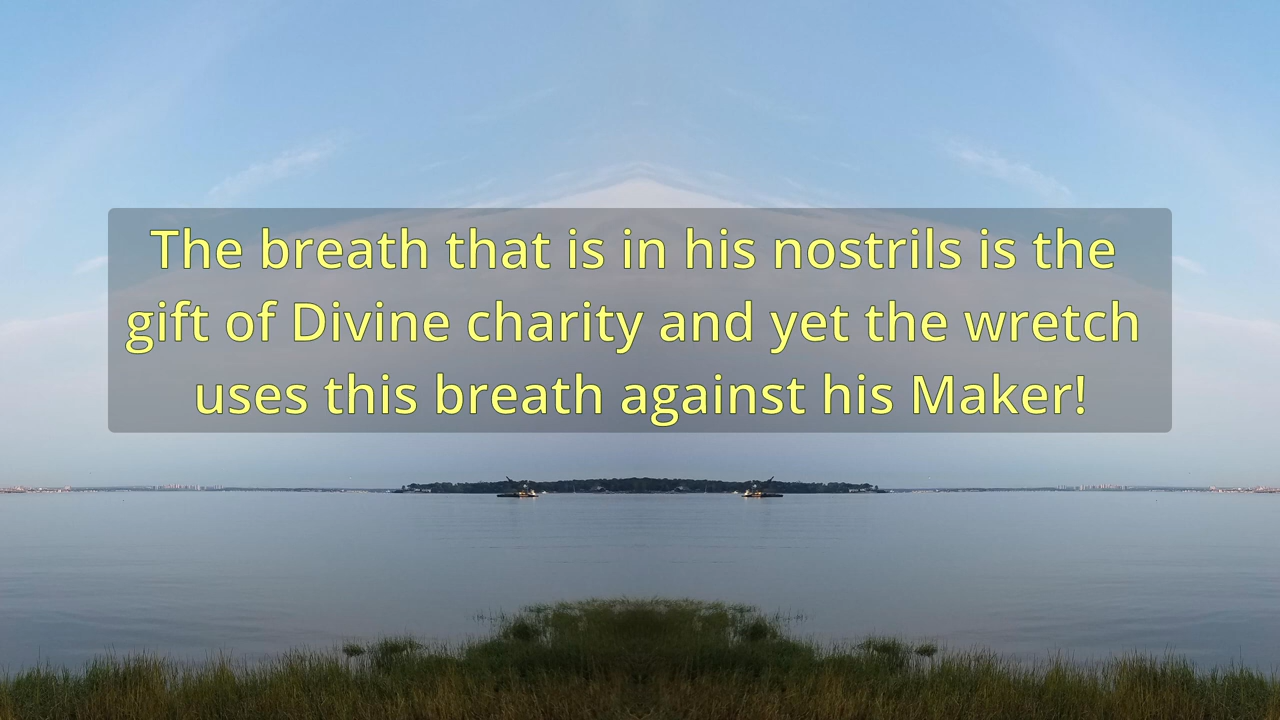 The breath that is in his nostrils is the
gift of Divine charity and yet the wretch
uses this breath against his Maker!